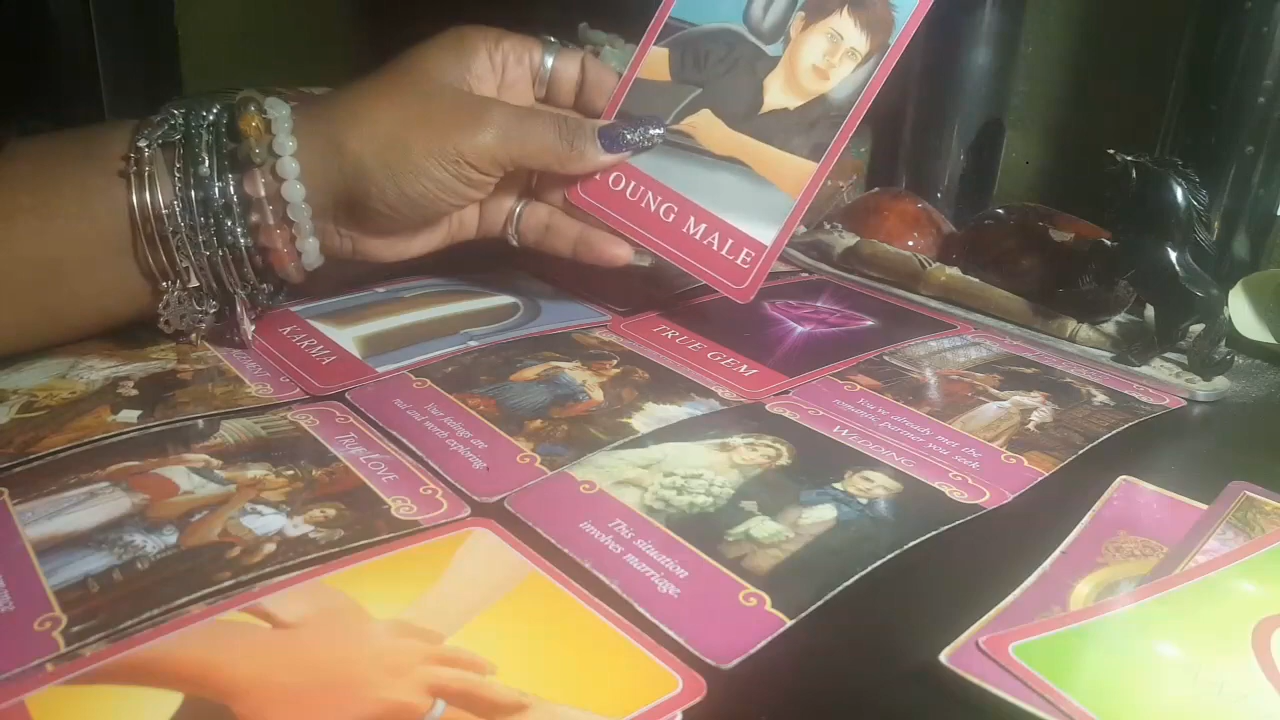 YOUNG MALE
KARMA
TRUE GEM
You've already met the
romantic partner you seek.
Your feelings are
real and worth exploring.
TRUE LOVE
WEDDING
This situation
involves marriage.